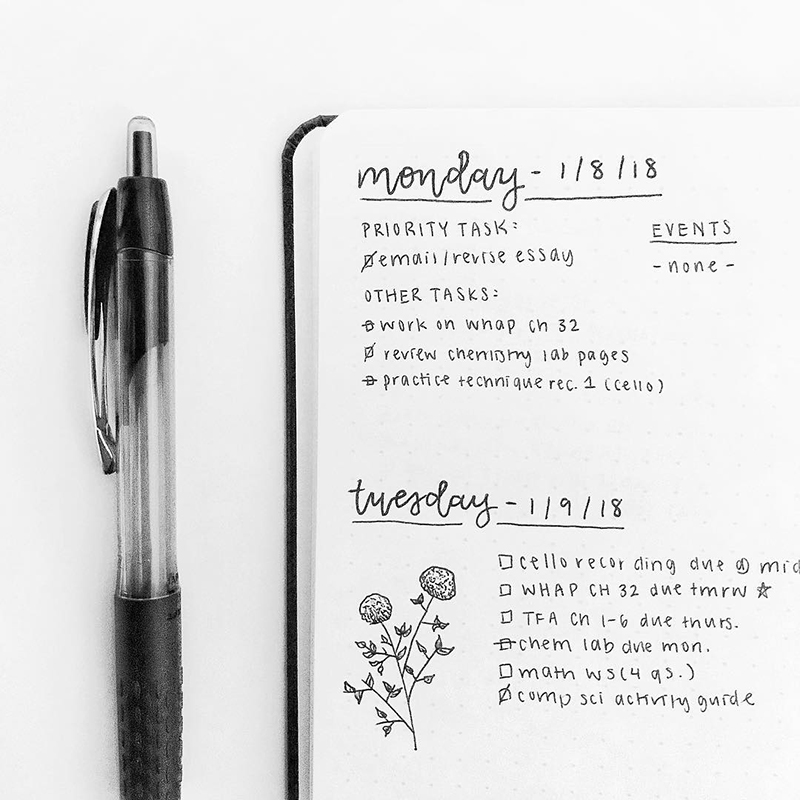 monday - 1/8/18
PRIORITY TASK:
email/revise essay
OTHER TASKS:
work on whap ch 32
review chemistry lab pages
practice technique rec. 1 (cello)
EVENTS
- none -
tuesday - 1/9/18
cello recording due @ mid
WHAP CH 32 due tmrw ☆
TFA Ch 1-6 due thurs.
chem lab due mon.
math ws (4 qs.)
comp sci activity guide